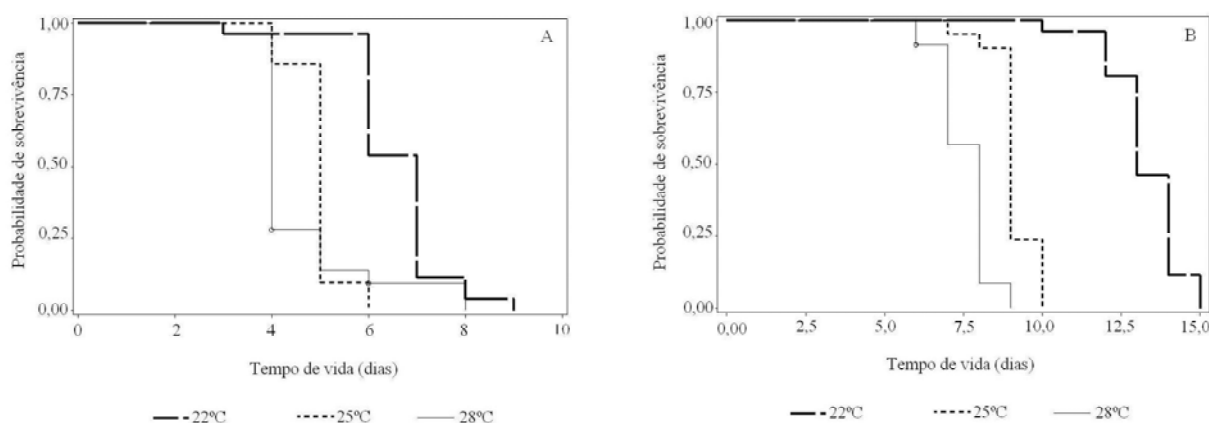 Probabilidade de sobrevivência
1,00
0,75
0,50
0,25
0,00
A
0
2
4
6
8
10
Tempo de vida (dias)
22ºC
25ºC
28ºC
Probabilidade de sobrevivência
1,00
0,75
0,50
0,25
0,00
B
0,00
2,5
5,0
7,5
10,0
12,5
15,0
Tempo de vida (dias)
22ºC
25ºC
28ºC